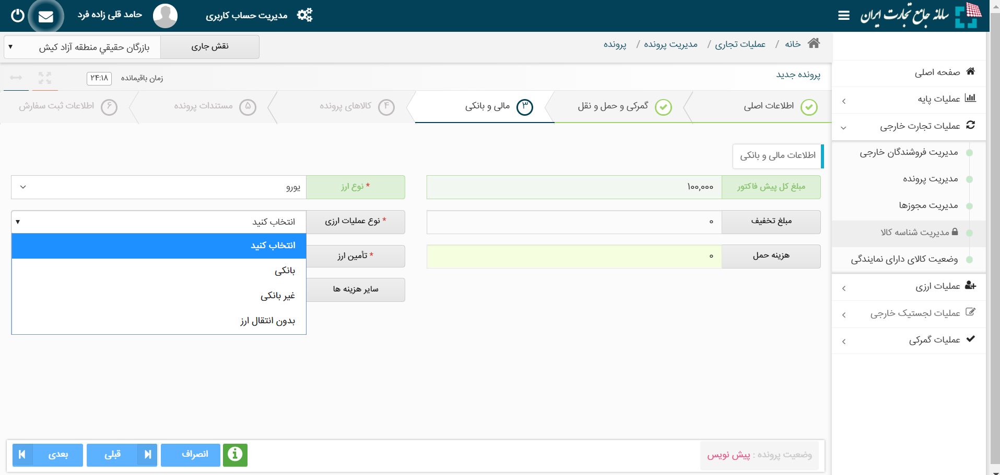 سامانه جامع تجارت ایران
مدیریت حساب کاربری
حامد قلی زاده فرد
خانه / عملیات تجاری / مدیریت پرونده / پرونده
نقش جاری
بازرگان حقيقي منطقه آزاد کیش
پرونده جدید
زمان باقیمانده ۲۴:۱۸
اطلاعات اصلی
گمرکی و حمل و نقل
۳ مالی و بانکی
۴ کالاهای پرونده
۵ مستندات پرونده
۶ اطلاعات ثبت سفارش
صفحه اصلی
عملیات پایه
عملیات تجارت خارجی
مدیریت فروشندگان خارجی
مدیریت پرونده
مدیریت مجوزها
مدیریت شناسه کالا
وضعیت کالای دارای نمایندگی
عملیات ارزی
عملیات لجستیک خارجی
عملیات گمرکی
اطلاعات مالی و بانکی
مبلغ کل پیش فاکتور ۱۰۰,۰۰۰
* نوع ارز یورو
مبلغ تخفیف ۰
* نوع عملیات ارزی انتخاب کنید
هزینه حمل ۰
* تأمین ارز
سایر هزینه ها
انتخاب کنید
بانکی
غیر بانکی
بدون انتقال ارز
وضعیت پرونده : پیش نویس
انصراف
قبلی
بعدی